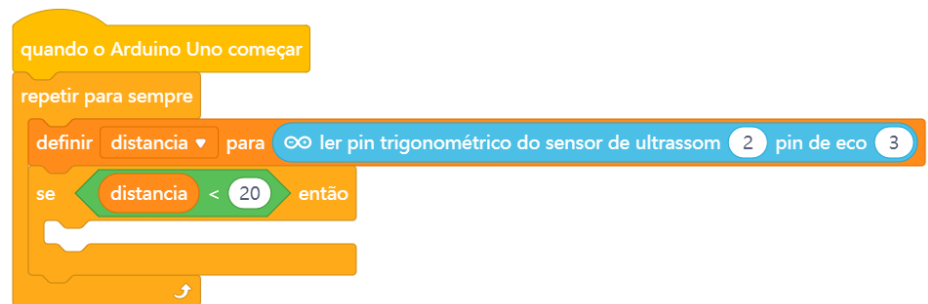 quando o Arduino Uno começar
repetir para sempre
definir distancia para ler pin trigonométrico do sensor de ultrassom 2 pin de eco 3
se distancia < 20 então